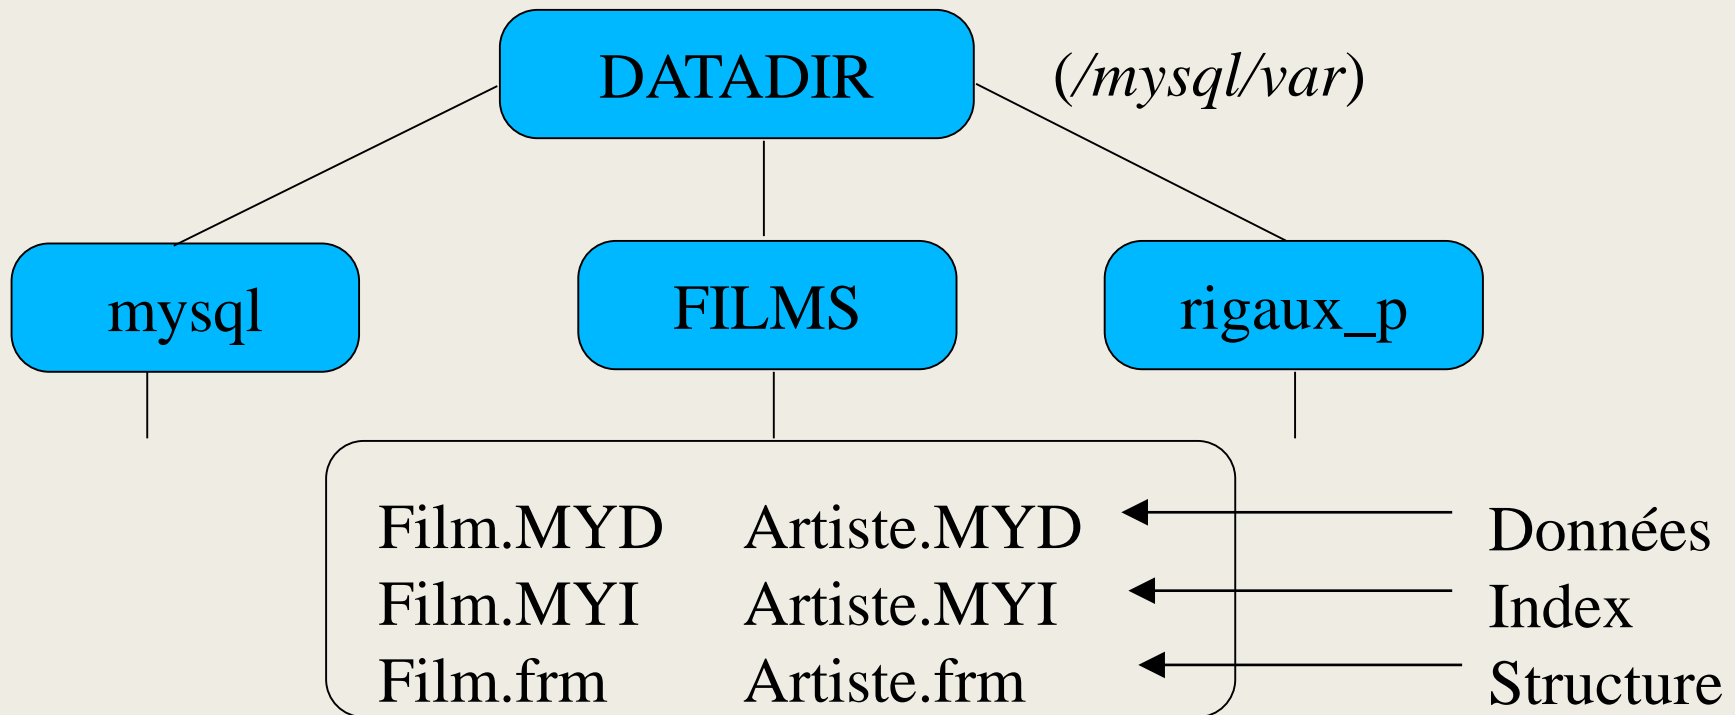 DATADIR (/mysql/var)
mysql FILMS rigaux_p
Film.MYD Artiste.MYD Données
Film.MYI Artiste.MYI Index
Film.frm Artiste.frm Structure